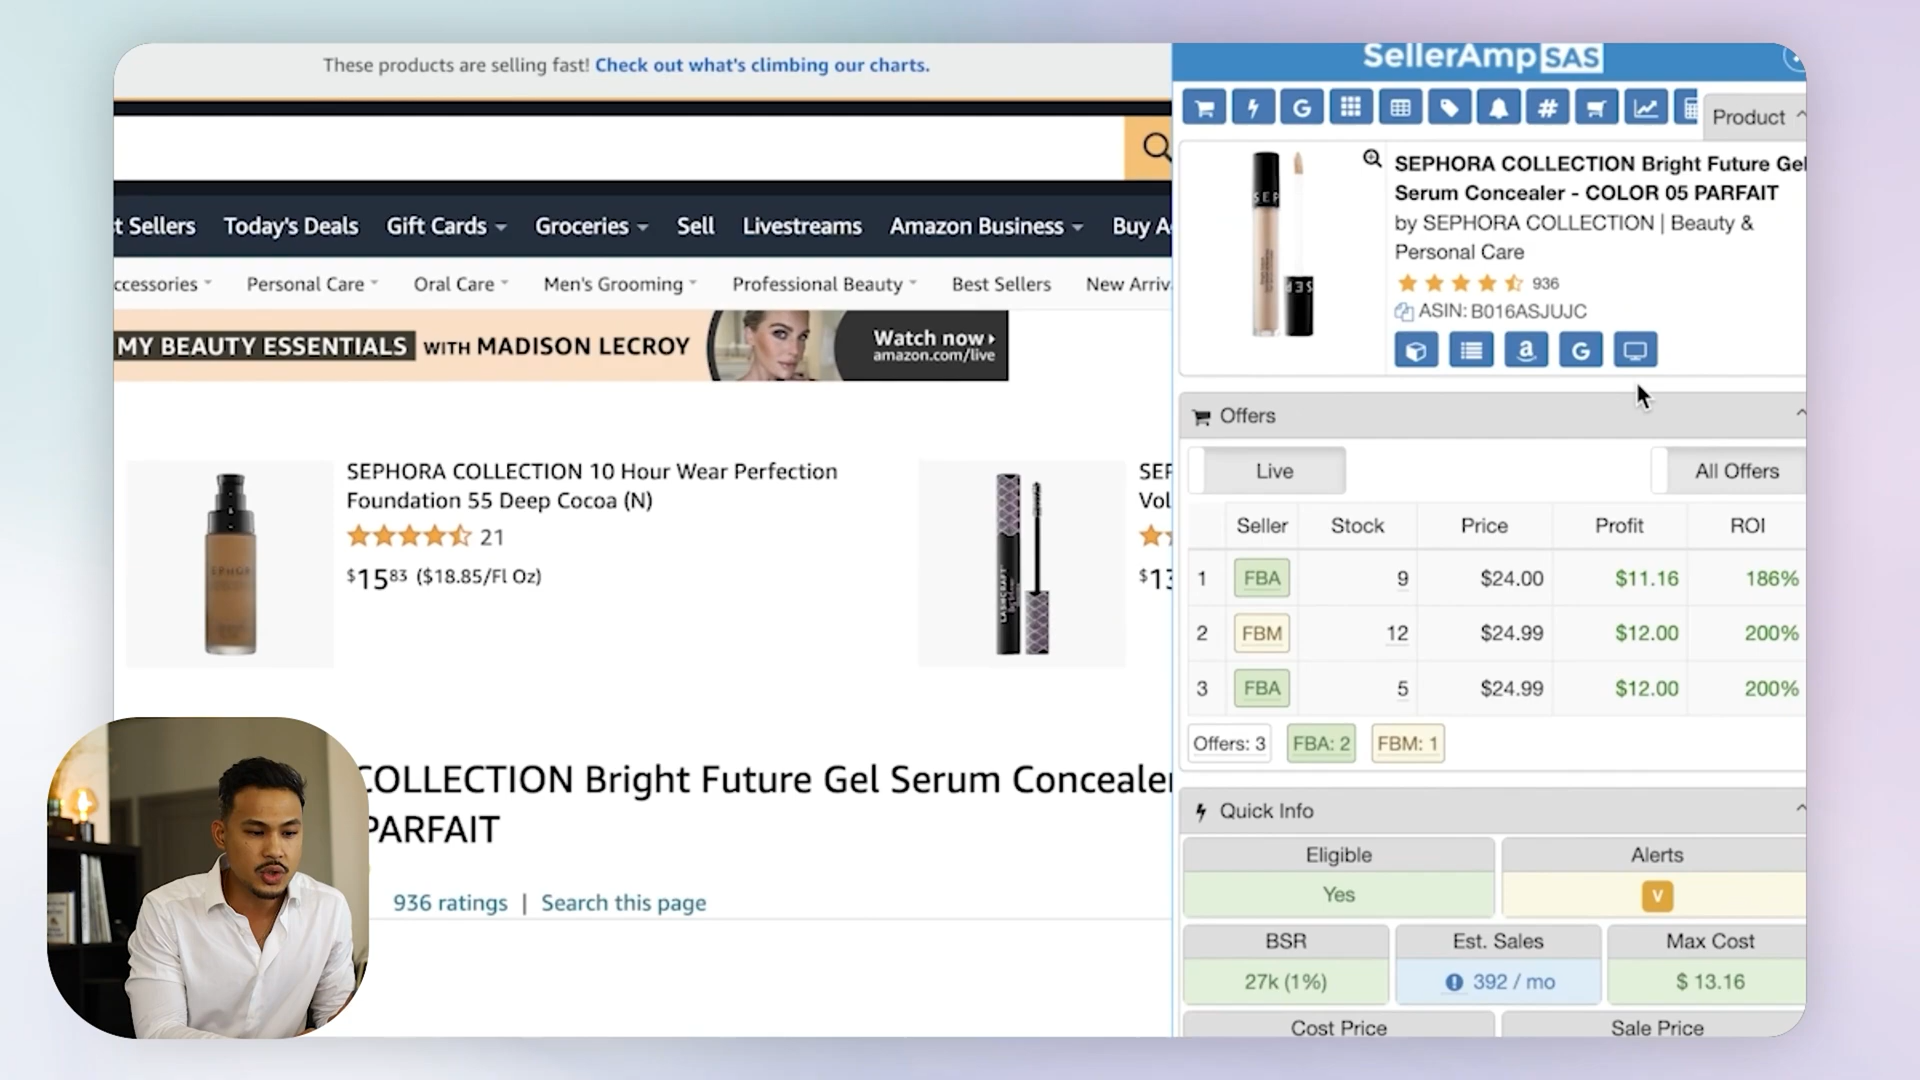 These products are selling fast! Check out what's climbing our charts.
t Sellers Today's Deals Gift Cards Groceries Sell Livestreams Amazon Business Buy A
ccessories Personal Care Oral Care Men's Grooming Professional Beauty Best Sellers New Arriv
MY BEAUTY ESSENTIALS WITH MADISON LECROY
Watch now
amazon.com/live
SEPHORA COLLECTION 10 Hour Wear Perfection
Foundation 55 Deep Cocoa (N)
21
$15 83 ($18.85/Fl Oz)
SEP
Vol
$13
COLLECTION Bright Future Gel Serum Concealer
PARFAIT
936 ratings | Search this page
SellerAmp SAS
Product
SEPHORA COLLECTION Bright Future Gel
Serum Concealer - COLOR 05 PARFAIT
by SEPHORA COLLECTION | Beauty &
Personal Care
936
ASIN: B016ASJUJC
Offers
Live All Offers
Seller Stock Price Profit ROI
1 FBA 9 $24.00 $11.16 186%
2 FBM 12 $24.99 $12.00 200%
3 FBA 5 $24.99 $12.00 200%
Offers: 3 FBA: 2 FBM: 1
Quick Info
Eligible Alerts
Yes V
BSR Est. Sales Max Cost
27k (1%) 392 / mo $ 13.16
Cost Price Sale Price